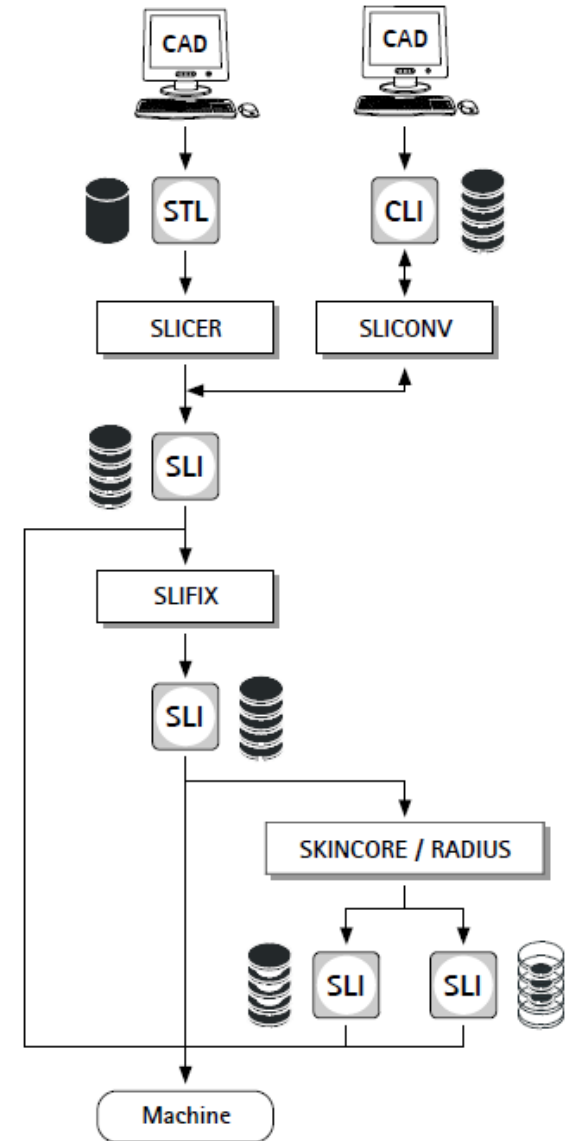 CAD
CAD
STL
CLI
SLICER
SLICONV
SLI
SLIFIX
SLI
SKINCORE / RADIUS
SLI
SLI
Machine